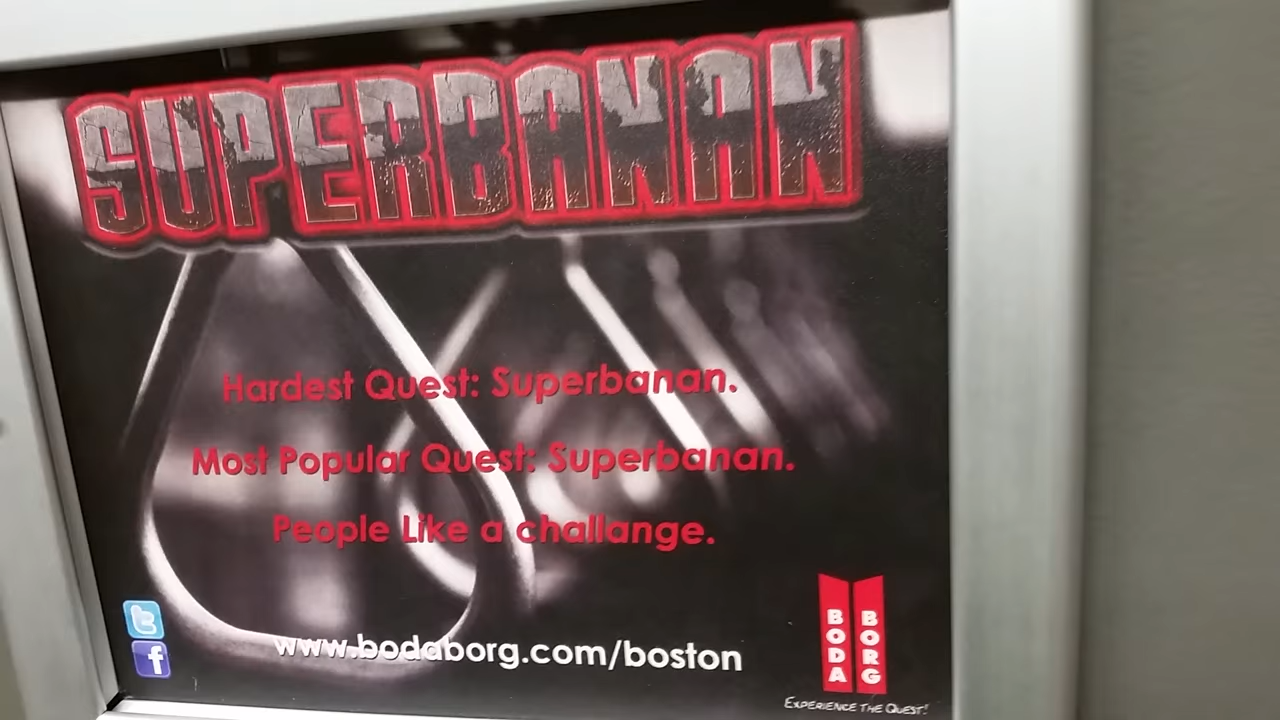 SUPERBANAN
Hardest Quest: Superbanan.
Most Popular Quest: Superbanan.
People Like a challange.
www.bodaborg.com/boston
t
f
BODA BORG
EXPERIENCE THE QUEST!